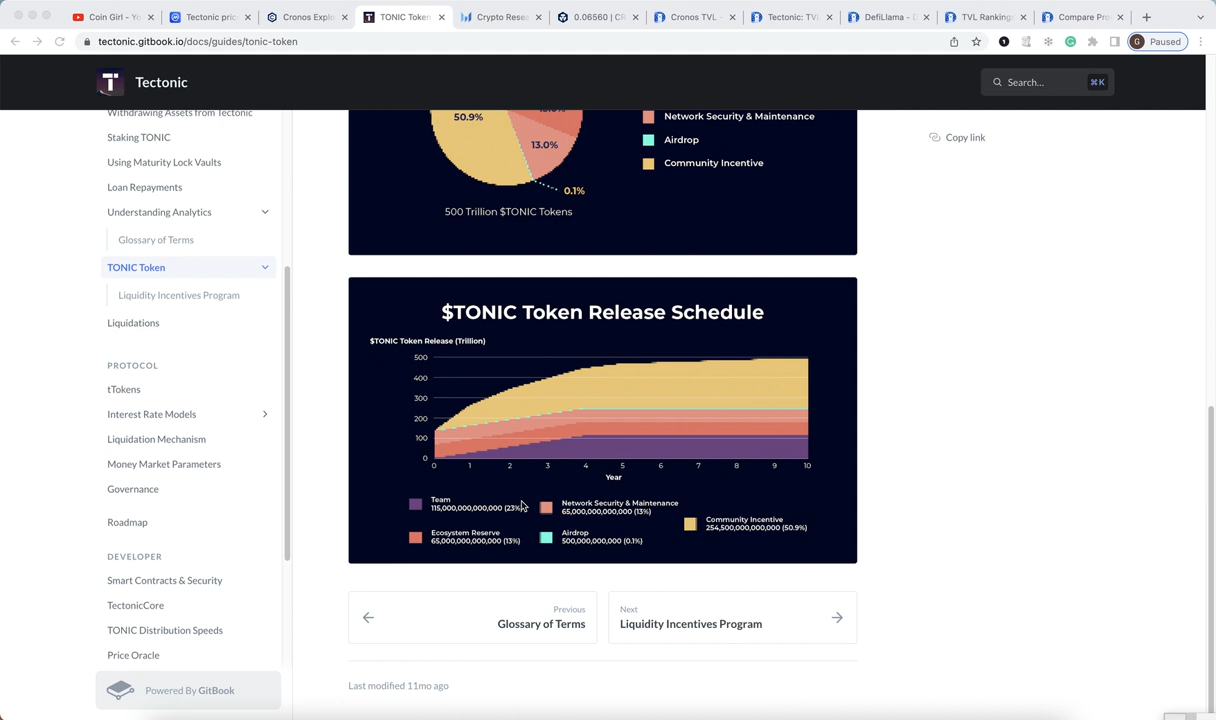 Coin Girl - Y
Tectonic price
Cronos Explo
TONIC Token
Crypto Resea
0.06560 | CR
Cronos TVL -
Tectonic: TVL
DefiLlama - D
TVL Rankings
Compare Pro
tectonic.gitbook.io/docs/guides/tonic-token
G Paused
T Tectonic
Search... ⌘K
Withdrawing Assets from Tectonic
Staking TONIC
Using Maturity Lock Vaults
Loan Repayments
Understanding Analytics
Glossary of Terms
TONIC Token
Liquidity Incentives Program
Liquidations
PROTOCOL
tTokens
Interest Rate Models
Liquidation Mechanism
Money Market Parameters
Governance
Roadmap
DEVELOPER
Smart Contracts & Security
TectonicCore
TONIC Distribution Speeds
Price Oracle
Powered By GitBook
50.9%
13.0%
0.1%
500 Trillion $TONIC Tokens
Network Security & Maintenance
Airdrop
Community Incentive
Copy link
$TONIC Token Release Schedule
$TONIC Token Release (Trillion)
500
400
300
200
100
0
0 1 2 3 4 5 6 7 8 9 10
Year
Team
115,000,000,000,000 (23%)
Network Security & Maintenance
65,000,000,000,000 (13%)
Community Incentive
254,500,000,000,000 (50.9%)
Ecosystem Reserve
65,000,000,000,000 (13%)
Airdrop
500,000,000,000 (0.1%)
Previous
Glossary of Terms
Next
Liquidity Incentives Program
Last modified 11mo ago